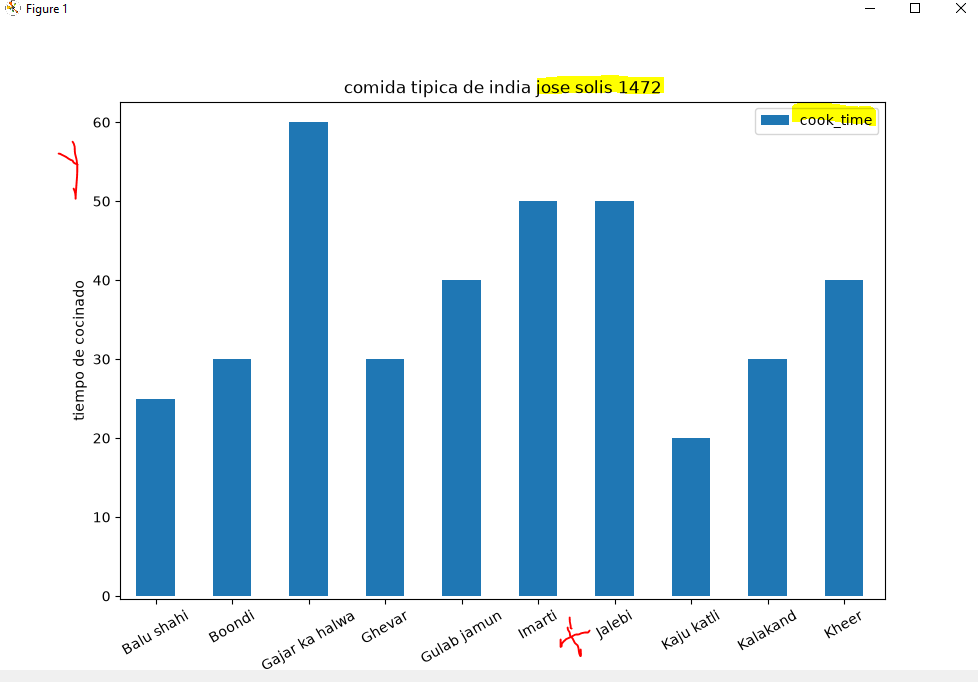 Figure 1
comida tipica de india jose solis 1472
cook_time
y
60
50
40
30
20
10
0
tiempo de cocinado
Balu shahi
Boondi
Gajar ka halwa
Ghevar
Gulab jamun
Imarti
Jalebi
Kaju katli
Kalakand
Kheer
x